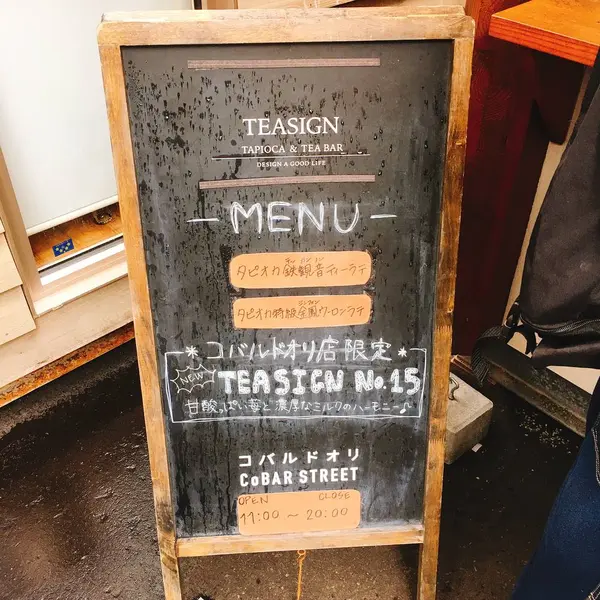 TEASIGN
TAPIOCA & TEA BAR
DESIGN A GOOD LIFE
- MENU -
タピオカ鉄観音ティーラテ
タピオカ特級金鳳ウーロンラテ
*コバルドオリ店限定*
NEW TEASIGN No.15
甘酸っぱい苺と濃厚なミルクのハーモニー♪
コバルドオリ
CoBAR STREET
OPEN CLOSE
11:00〜20:00